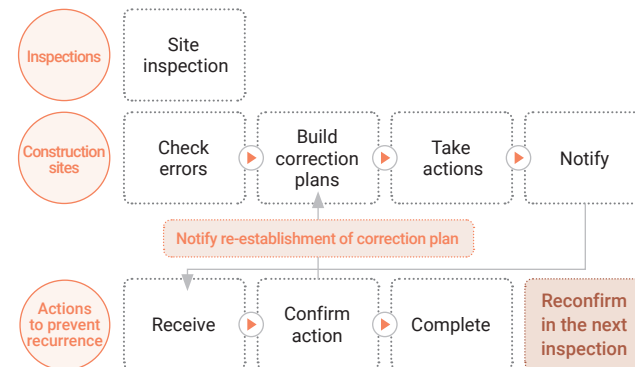 Inspections
Site
inspection
Construction
sites
Check
errors
Build
correction
plans
Take
actions
Notify
Notify re-establishment of correction plan
Actions
to prevent
recurrence
Receive
Confirm
action
Complete
Reconfirm
in the next
inspection